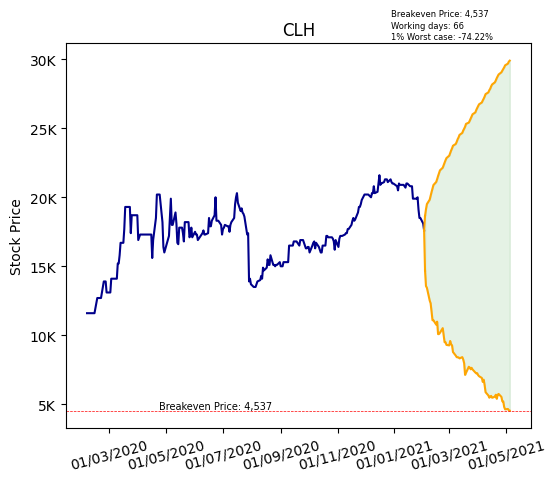 Breakeven Price: 4,537
Working days: 66
1% Worst case: -74.22%
CLH
Stock Price
30K
25K
20K
15K
10K
5K
Breakeven Price: 4,537
01/03/2020
01/05/2020
01/07/2020
01/09/2020
01/11/2020
01/01/2021
01/03/2021
01/05/2021